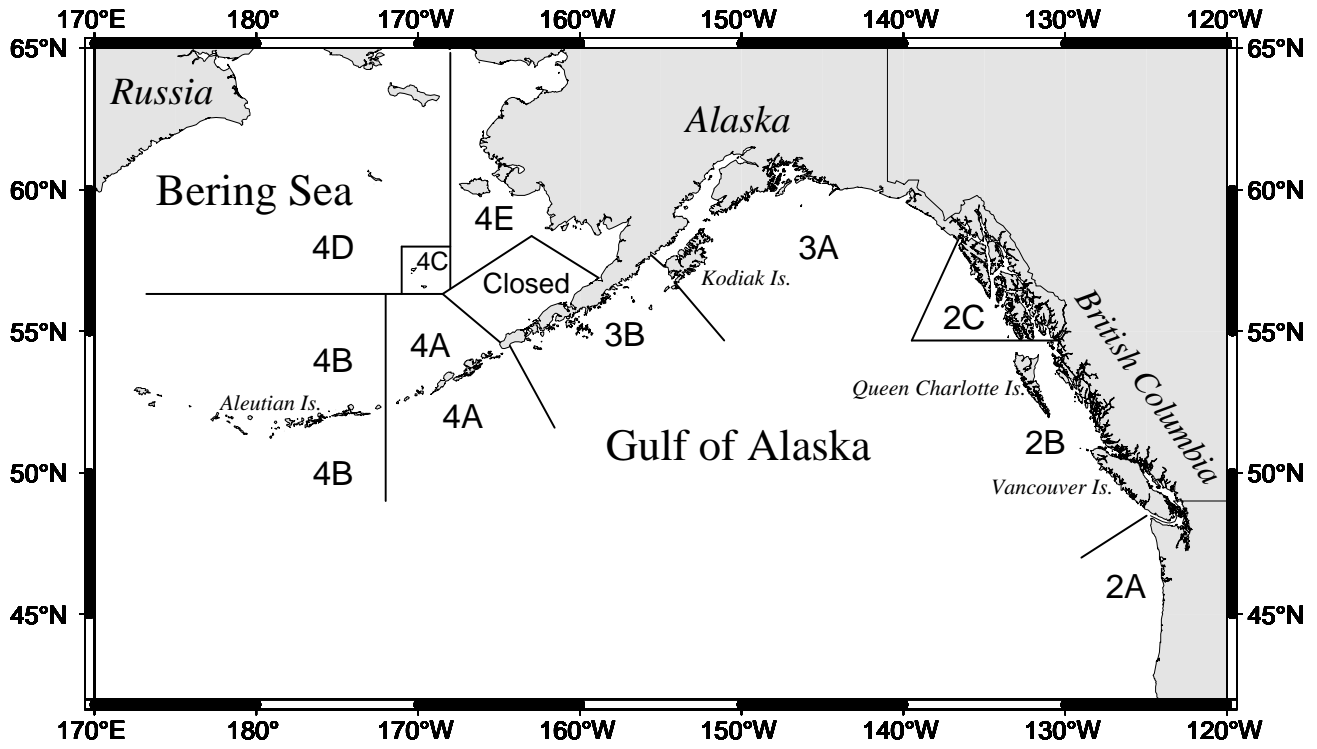 170°E 180° 170°W 160°W 150°W 140°W 130°W 120°W
65°N 65°N
Russia
Alaska
60°N 60°N
Bering Sea
4E
4D
3A
4C
Kodiak Is.
Closed
2C
British Columbia
55°N 55°N
3B
4A
4B
Queen Charlotte Is.
Aleutian Is.
4A
Gulf of Alaska
2B
50°N 50°N
4B
Vancouver Is.
2A
45°N 45°N
170°E 180° 170°W 160°W 150°W 140°W 130°W 120°W